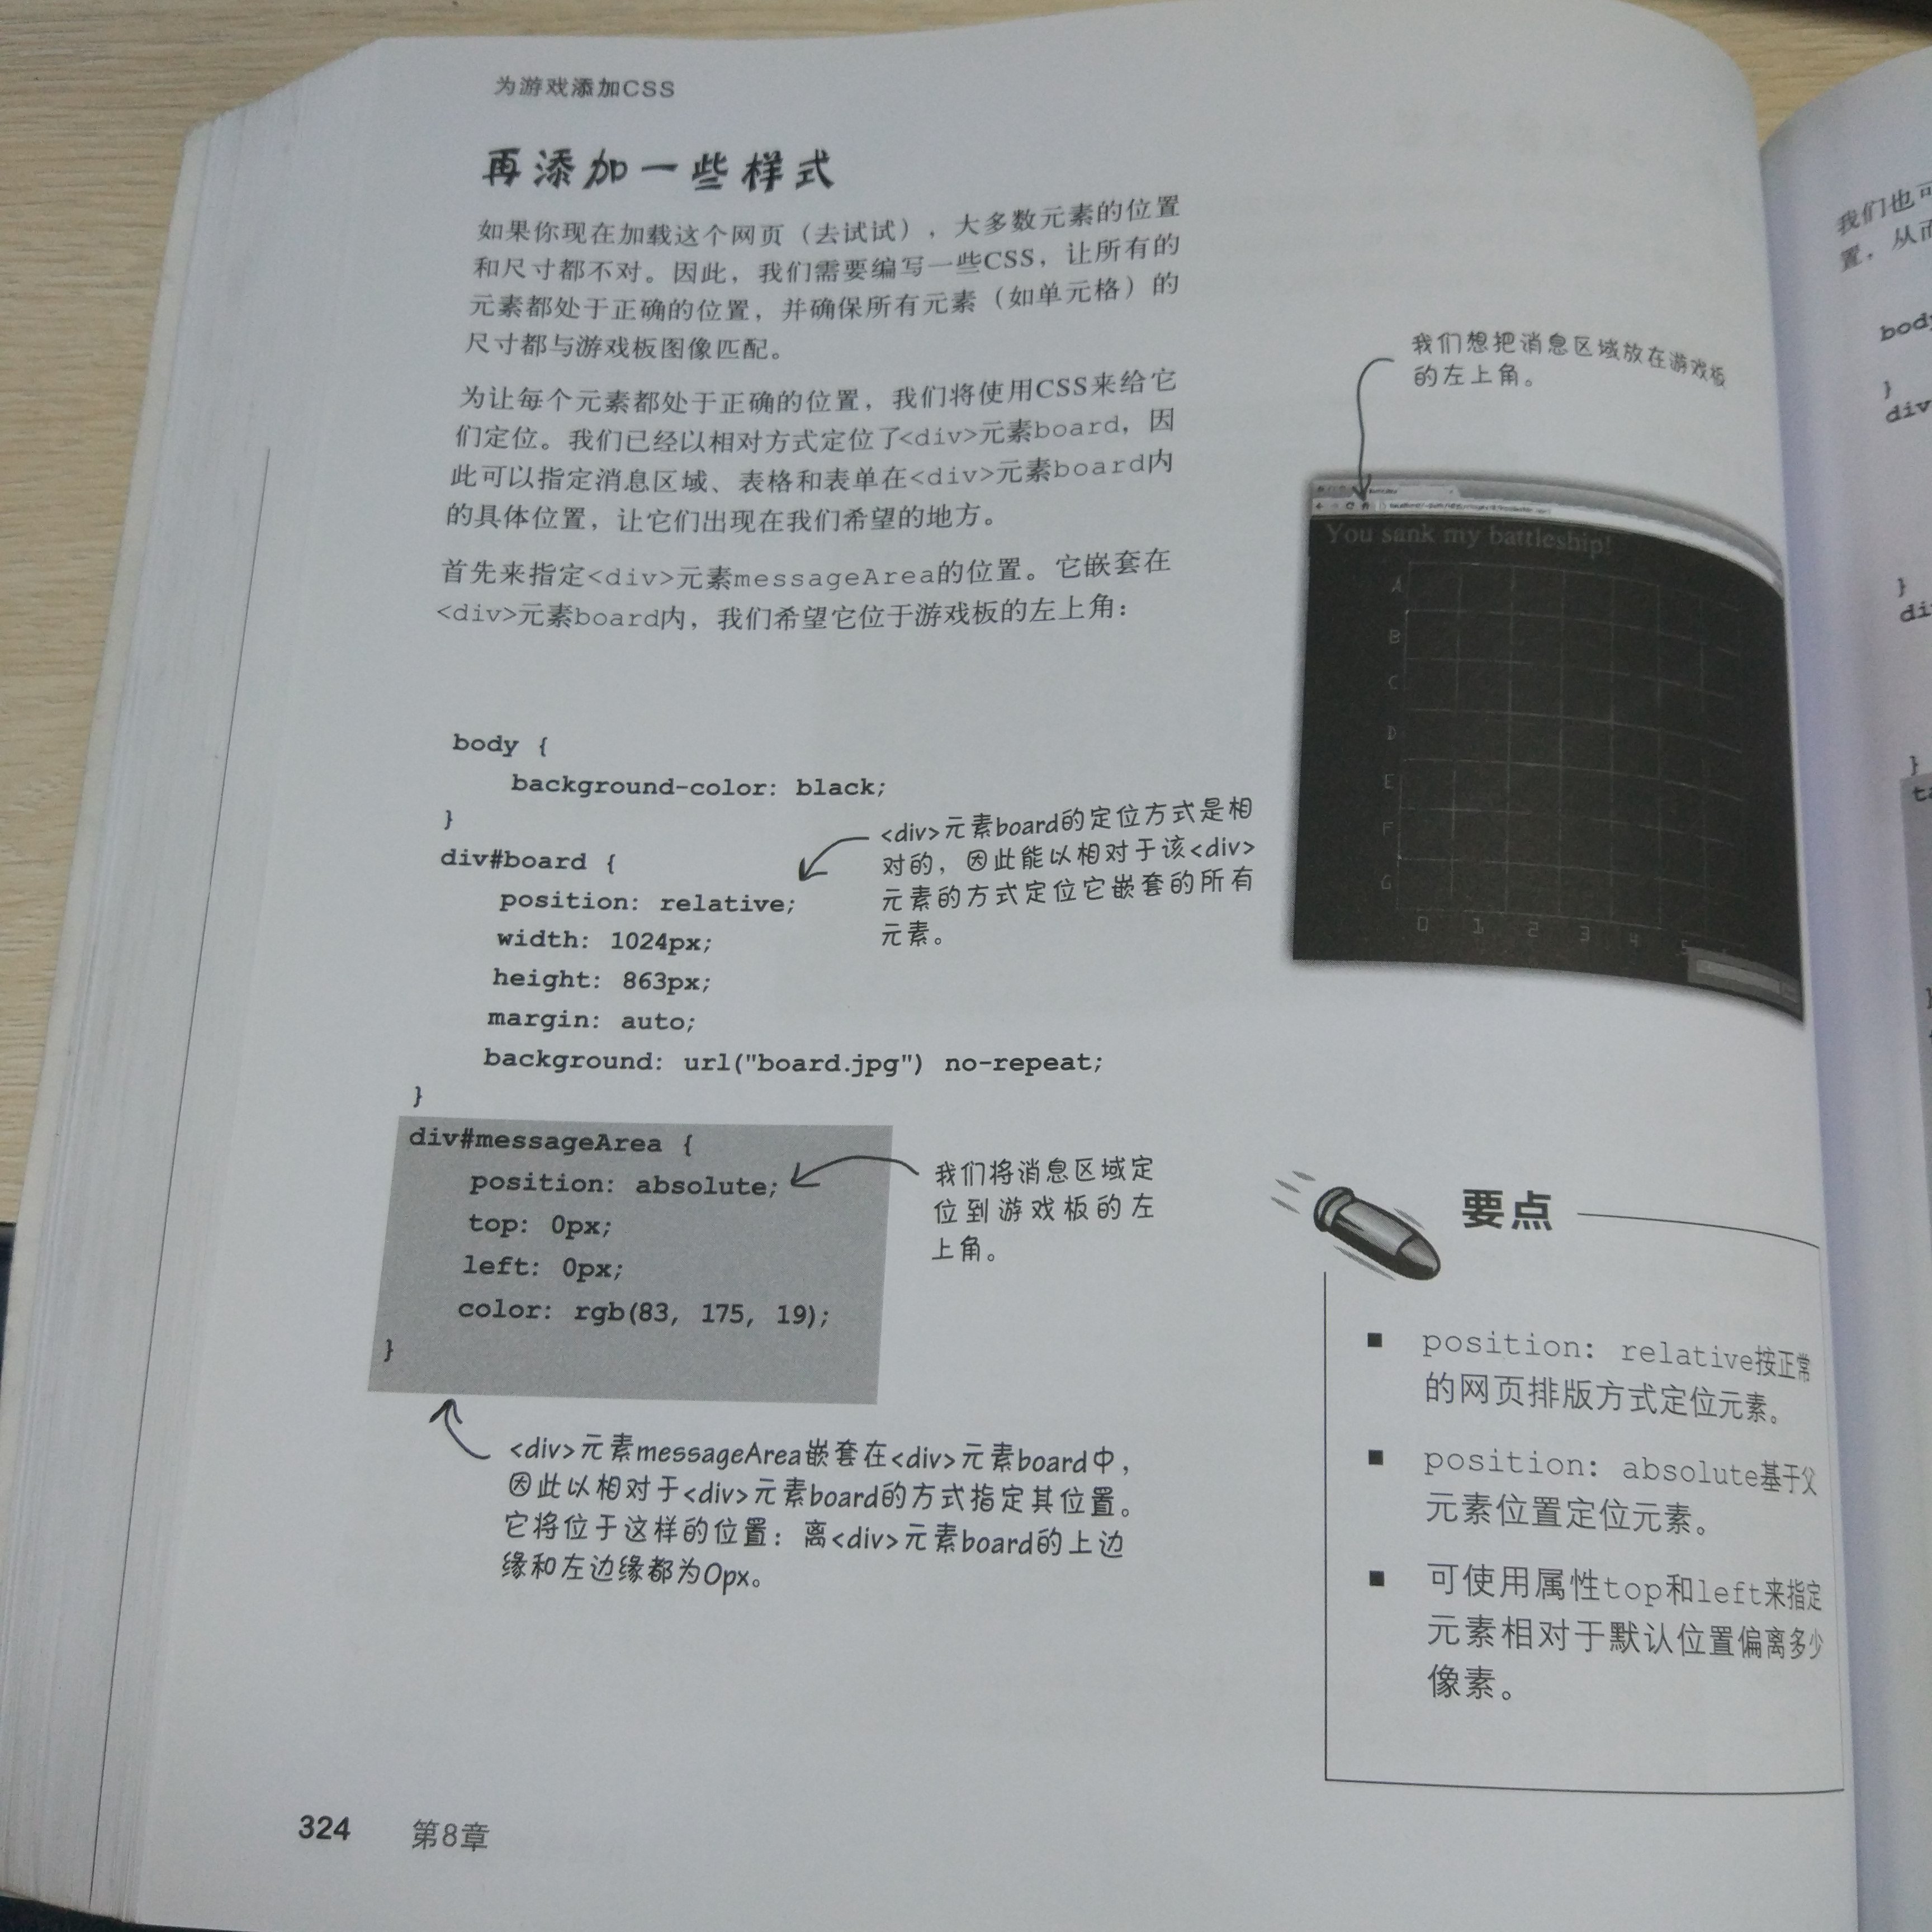 为游戏添加CSS
再添加一些样式
如果你现在加载这个网页（去试试），大多数元素的位置
和尺寸都不对。因此，我们需要编写一些CSS，让所有的
元素都处于正确的位置，并确保所有元素（如单元格）的
尺寸都与游戏板图像匹配。
为让每个元素都处于正确的位置，我们将使用CSS来给它
们定位。我们已经以相对方式定位了<div>元素board，因
此可以指定消息区域、表格和表单在<div>元素board内
的具体位置，让它们出现在我们希望的地方。
首先来指定<div>元素messageArea的位置。它嵌套在
<div>元素board内，我们希望它位于游戏板的左上角：
我们想把消息区域放在游戏板
的左上角。
You sank my battleship!
A
B
C
D
E
F
G
0 1 2 3 4 5
body {
background-color: black;
}
div#board {
position: relative;
width: 1024px;
height: 863px;
margin: auto;
background: url("board.jpg") no-repeat;
}
<div>元素board的定位方式是相
对的，因此能以相对于该<div>
元素的方式定位它嵌套的所有
元素。
div#messageArea {
position: absolute;
top: 0px;
left: 0px;
color: rgb(83, 175, 19);
}
我们将消息区域定
位到游戏板的左
上角。
<div>元素messageArea嵌套在<div>元素board中，
因此以相对于<div>元素board的方式指定其位置。
它将位于这样的位置：离<div>元素board的上边
缘和左边缘都为0px。
要点
■ position: relative按正常
的网页排版方式定位元素。
■ position: absolute基于父
元素位置定位元素。
■ 可使用属性top和left来指定
元素相对于默认位置偏离多少
像素。
324 第8章
我们也可
置，从而
body
}
div
}
}